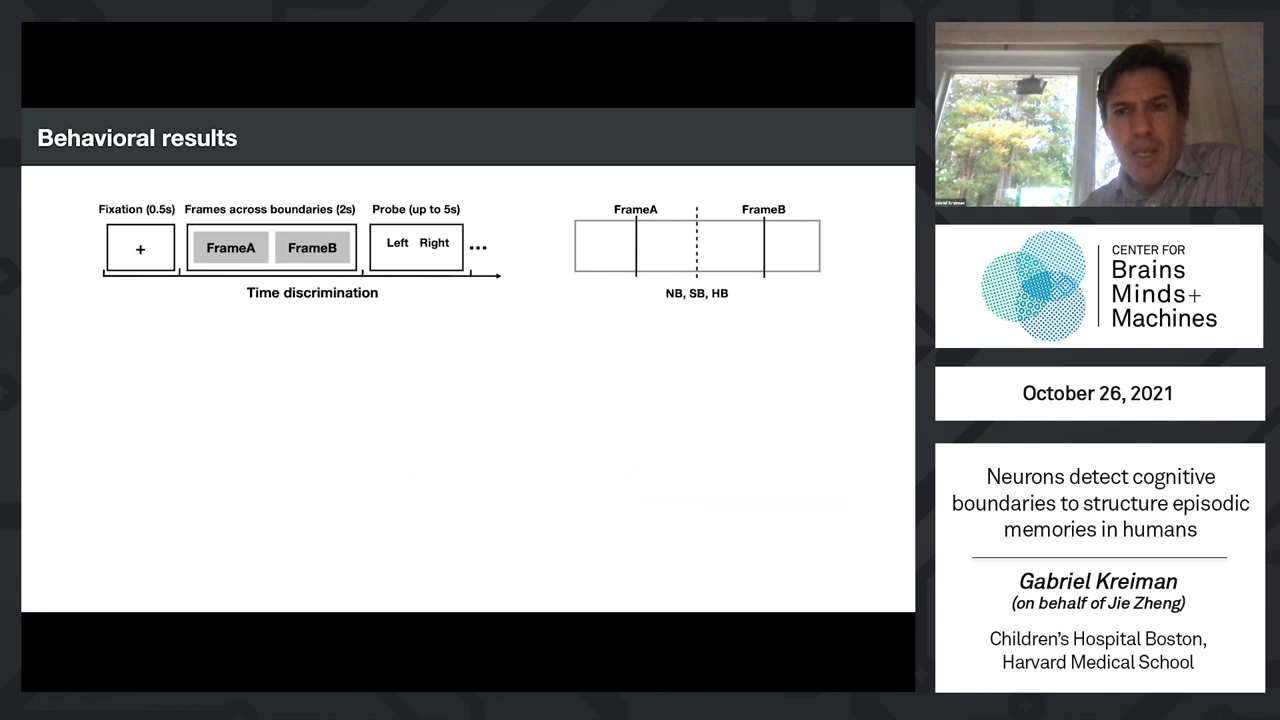 Behavioral results
Fixation (0.5s) Frames across boundaries (2s) Probe (up to 5s)
+ FrameA FrameB Left Right ...
Time discrimination
FrameA FrameB
NB, SB, HB
Gabriel Kreiman
CENTER FOR
Brains
Minds+
Machines
October 26, 2021
Neurons detect cognitive
boundaries to structure episodic
memories in humans
Gabriel Kreiman
(on behalf of Jie Zheng)
Children's Hospital Boston,
Harvard Medical School